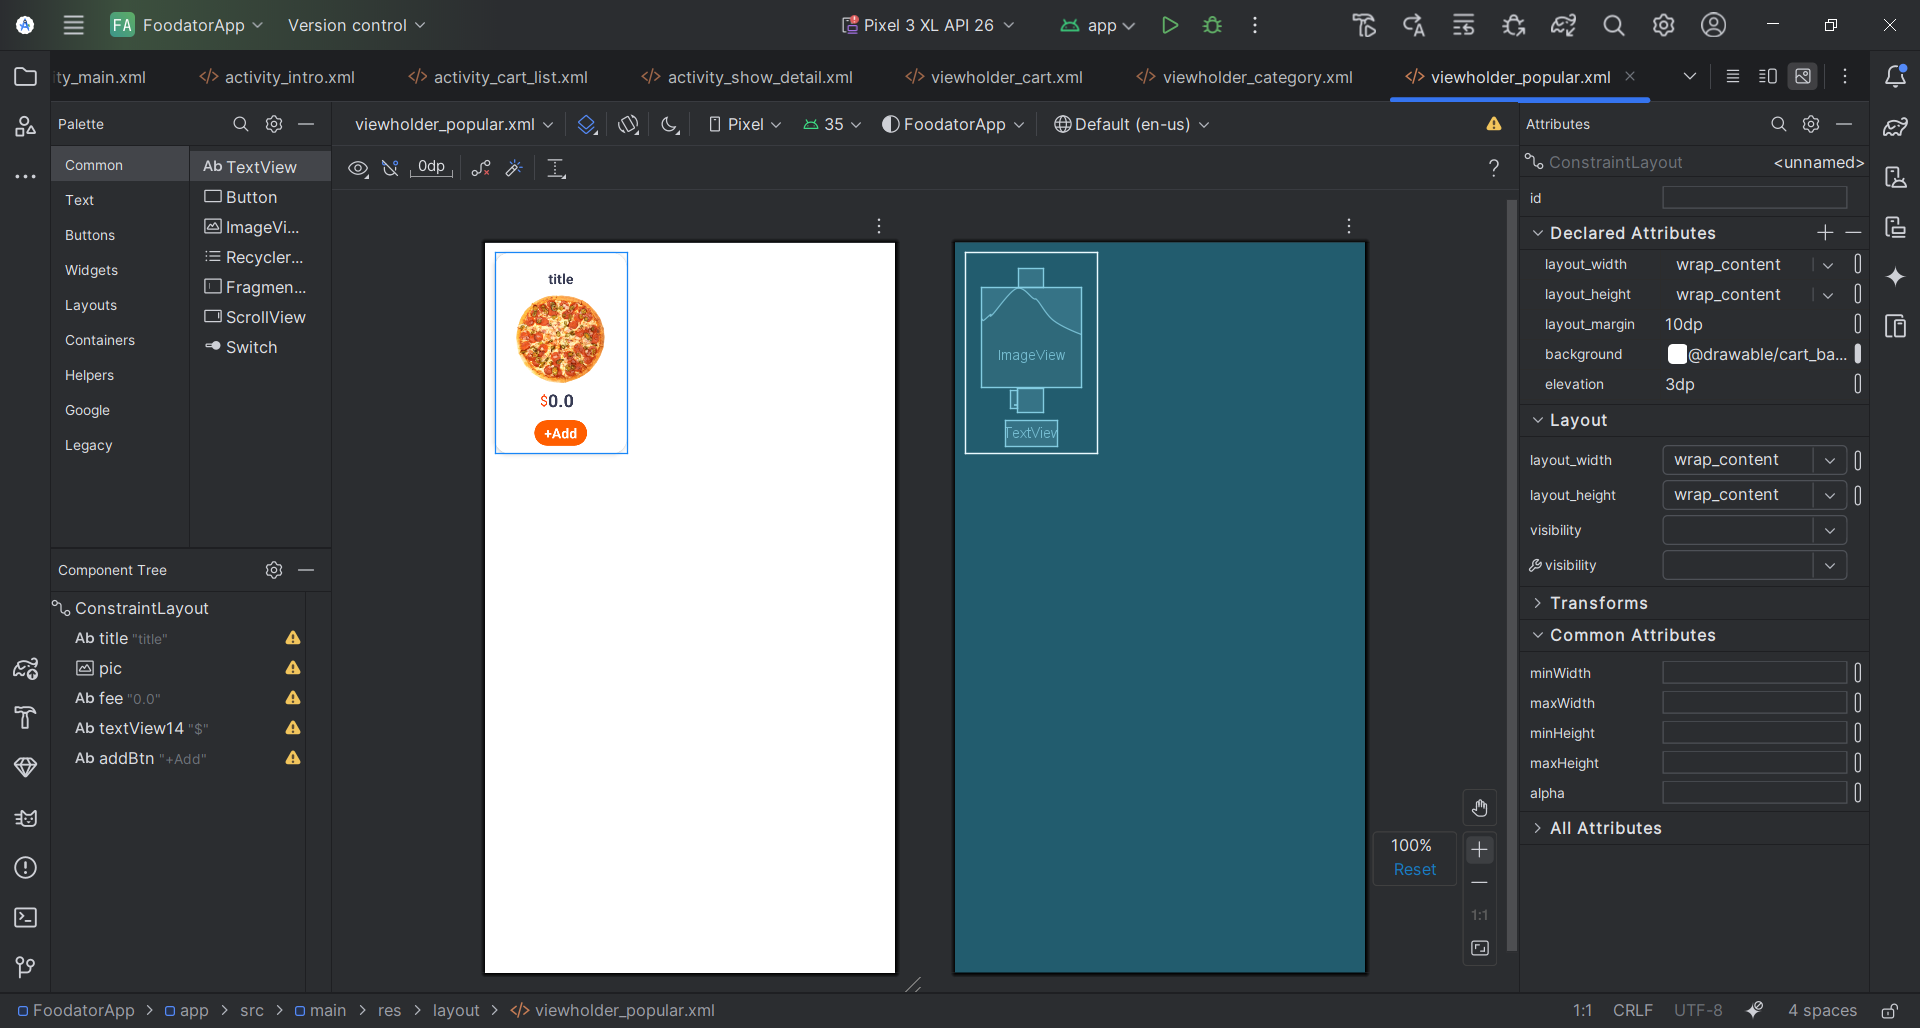 FA FoodatorApp Version control Pixel 3 XL API 26 app
ity_main.xml activity_intro.xml activity_cart_list.xml activity_show_detail.xml viewholder_cart.xml viewholder_category.xml viewholder_popular.xml
Palette
viewholder_popular.xml Pixel 35 FoodatorApp Default (en-us)
Attributes
Common
Text
Buttons
Widgets
Layouts
Containers
Helpers
Google
Legacy
Ab TextView
Button
ImageVi...
Recycler...
Fragmen...
ScrollView
Switch
0dp
?
title
$0.0
+Add
ImageView
TextView
Component Tree
ConstraintLayout
Ab title "title"
pic
Ab fee "0.0"
Ab textView14 "$"
Ab addBtn "+Add"
100%
Reset
1:1
ConstraintLayout <unnamed>
id
Declared Attributes
layout_width wrap_content
layout_height wrap_content
layout_margin 10dp
background @drawable/cart_ba...
elevation 3dp
Layout
layout_width wrap_content
layout_height wrap_content
visibility
visibility
Transforms
Common Attributes
minWidth
maxWidth
minHeight
maxHeight
alpha
All Attributes
FoodatorApp > app > src > main > res > layout > viewholder_popular.xml
1:1 CRLF UTF-8 4 spaces